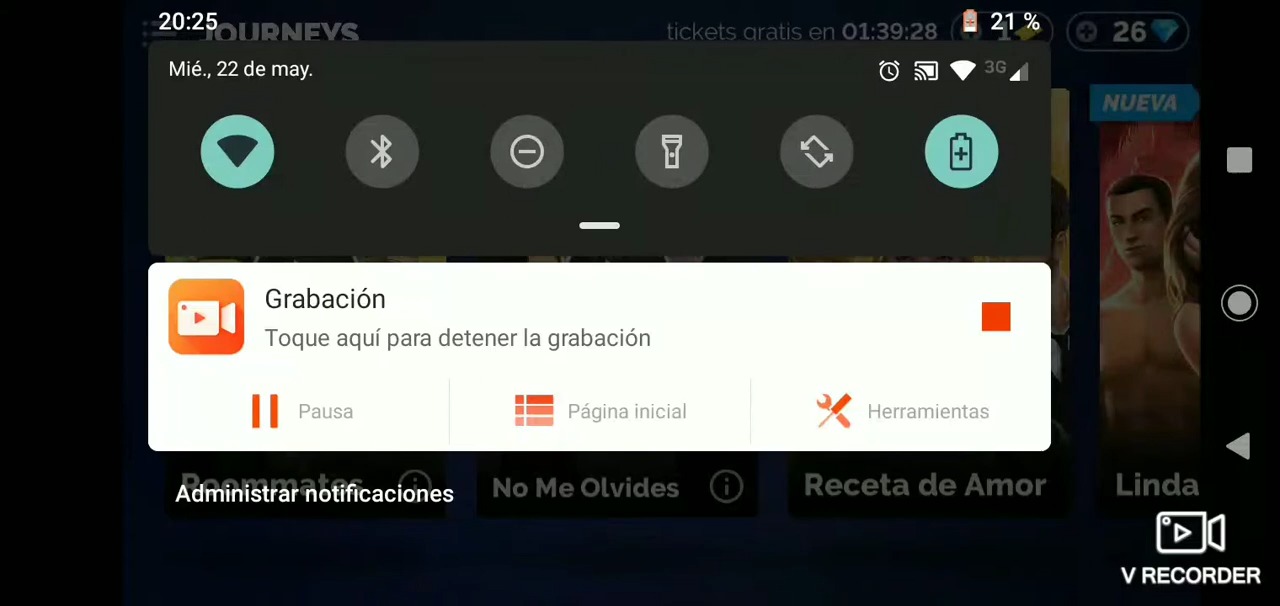 20:25
JOURNEYS
tickets gratis en 01:39:28
21 %
26
Mié., 22 de may.
3G
NUEVA
Grabación
Toque aquí para detener la grabación
Pausa
Página inicial
Herramientas
Roommates
No Me Olvides
Receta de Amor
Linda
Administrar notificaciones
V RECORDER